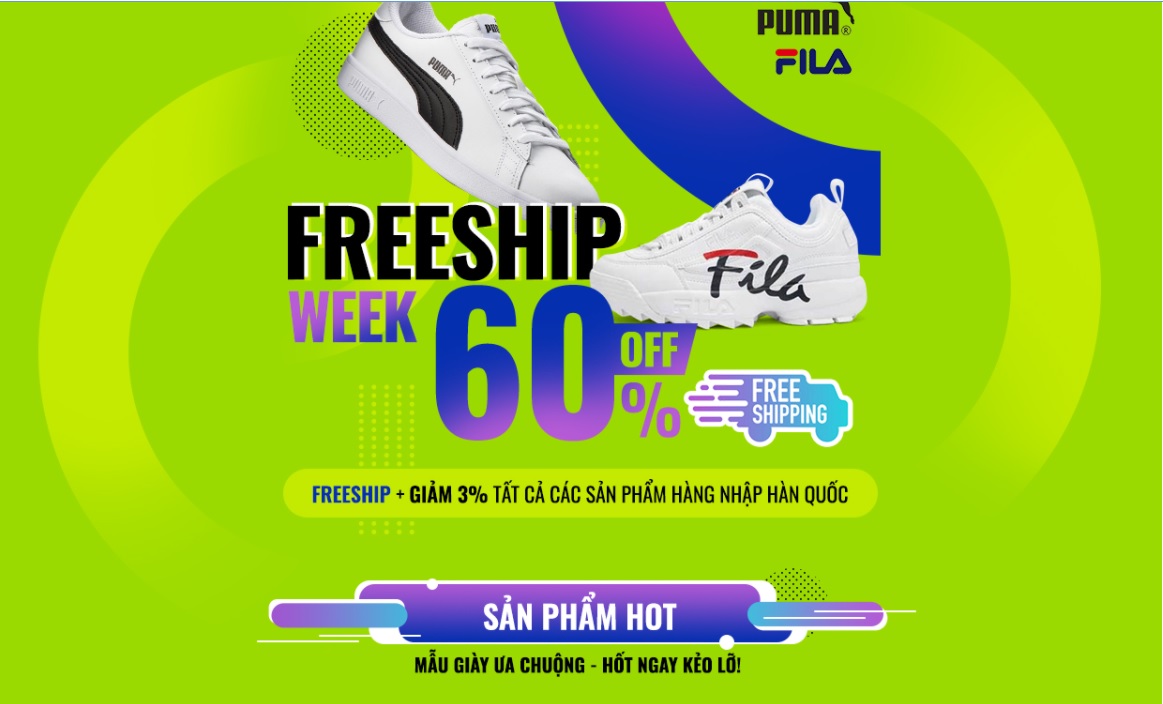 PUMA®
FILA
PUMA
Fila
FREESHIP
WEEK
60
OFF
%
FREE
SHIPPING
FREESHIP + GIẢM 3% TẤT CẢ CÁC SẢN PHẨM HÀNG NHẬP HÀN QUỐC
SẢN PHẨM HOT
MẪU GIÀY ƯA CHUỘNG - HỐT NGAY KẺO LỠ!